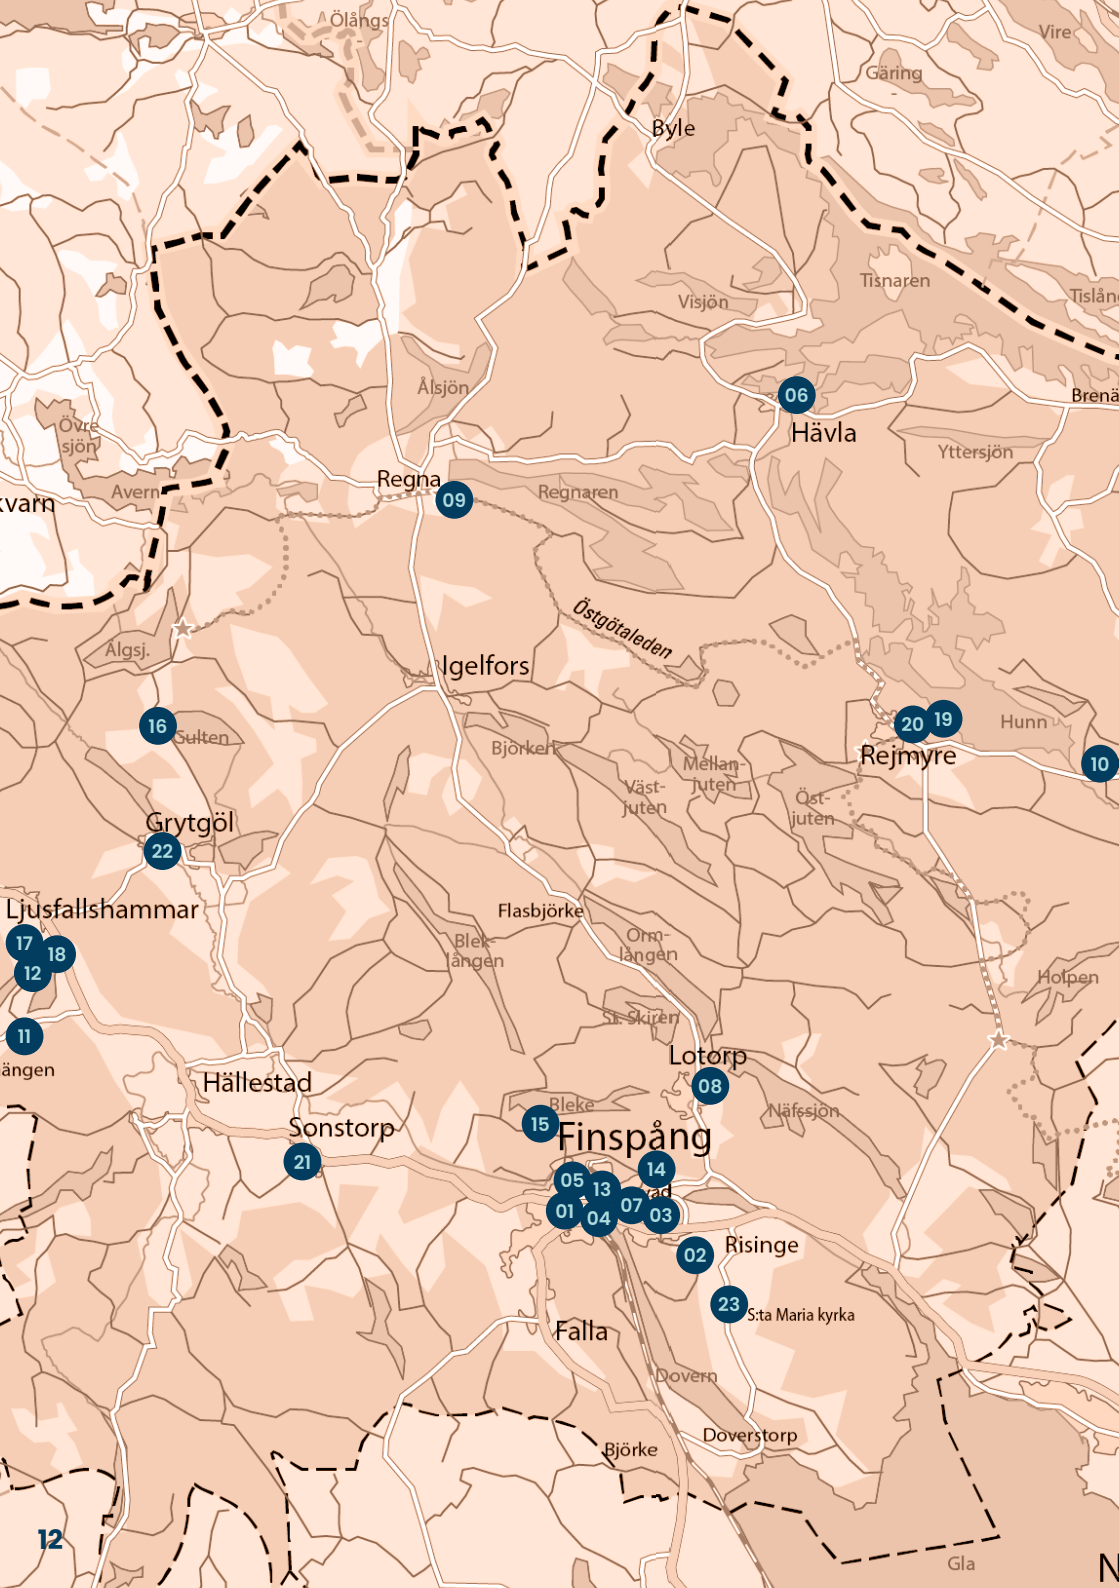 Ölångs
Vire
Gäring
Byle
Tisnaren
Visjön
Tislån
Ålsjön
Brenä
06
Hävla
Övre
sjön
Yttersjön
Regna
Avern
09
Regnaren
kvarn
Östgötaleden
Algsj.
Igelfors
16
Gulten
20
19
Hunn
Björken
Rejmyre
10
Mellan-
juten
Väst-
juten
Öst-
juten
Grytgöl
22
Ljusfallshammar
Flasbjörke
17
18
12
Blek-
lången
Orm-
lången
Holpen
St. Skiren
11
ängen
Lotorp
08
Hällestad
Bleke
Näfssjön
15
Sonstorp
Finspång
21
14
05
13
väd
01
04
07
03
02
Risinge
23
S:ta Maria kyrka
Falla
Dovern
Doverstorp
Björke
12
Gla
N